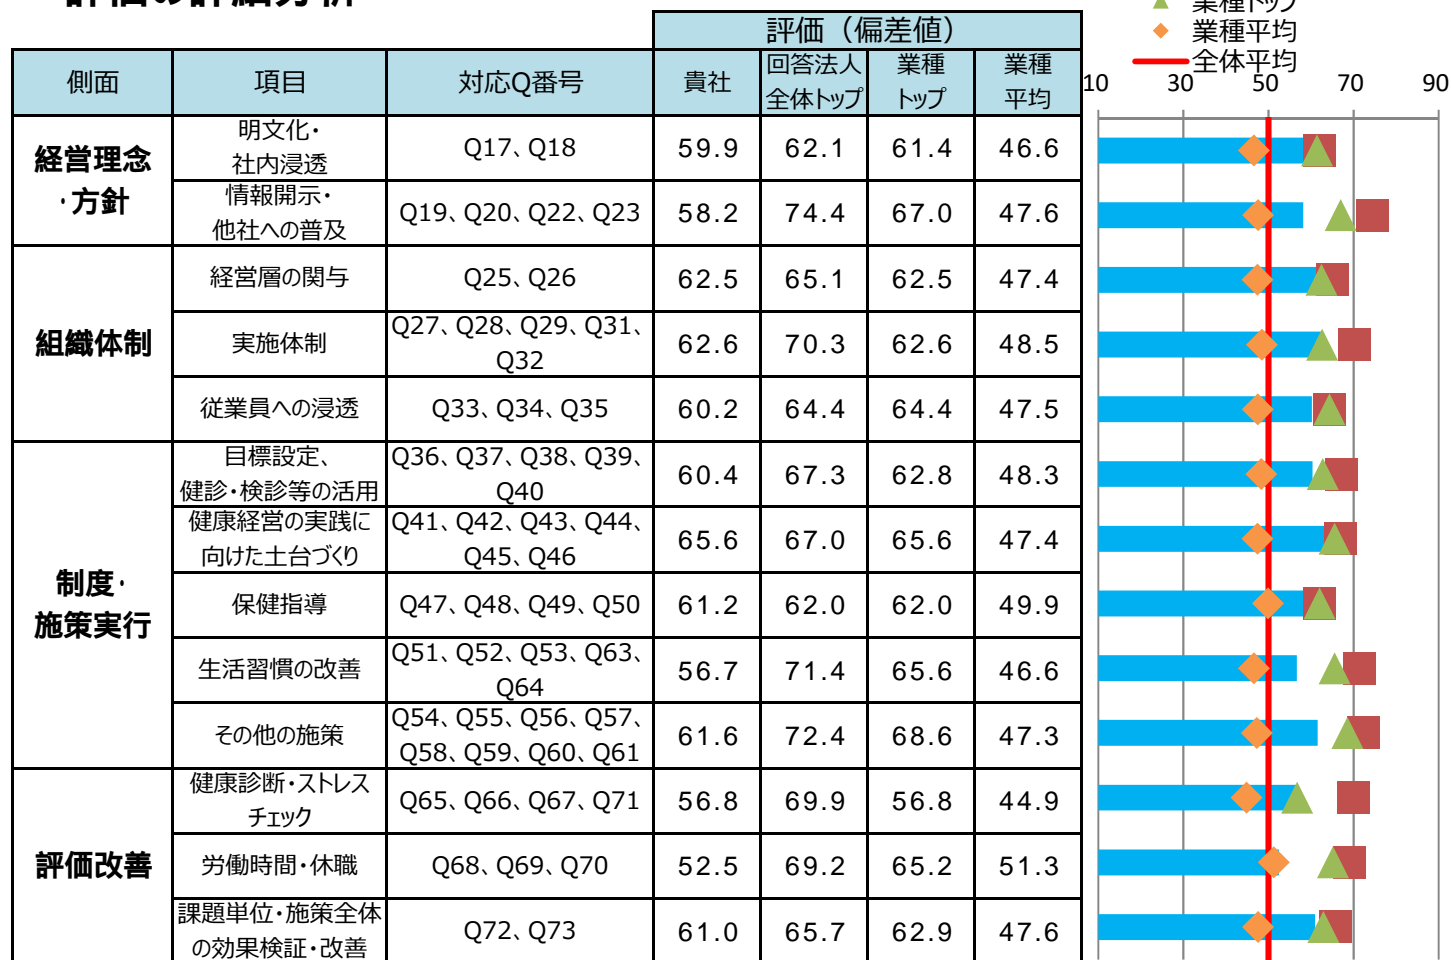 評価の詳細分析
業種トップ
業種平均
全体平均
評価（偏差値）
側面 項目 対応Q番号 貴社 回答法人 業種 業種
全体トップ トップ 平均
10 30 50 70 90
経営理念
・方針
明文化・
社内浸透
Q17、Q18 59.9 62.1 61.4 46.6
情報開示・
他社への普及
Q19、Q20、Q22、Q23 58.2 74.4 67.0 47.6
組織体制
経営層の関与 Q25、Q26 62.5 65.1 62.5 47.4
実施体制
Q27、Q28、Q29、Q31、
Q32
62.6 70.3 62.6 48.5
従業員への浸透 Q33、Q34、Q35 60.2 64.4 64.4 47.5
制度・
施策実行
目標設定、
健診・検診等の活用
Q36、Q37、Q38、Q39、
Q40
60.4 67.3 62.8 48.3
健康経営の実践に
向けた土台づくり
Q41、Q42、Q43、Q44、
Q45、Q46
65.6 67.0 65.6 47.4
保健指導 Q47、Q48、Q49、Q50 61.2 62.0 62.0 49.9
生活習慣の改善
Q51、Q52、Q53、Q63、
Q64
56.7 71.4 65.6 46.6
その他の施策
Q54、Q55、Q56、Q57、
Q58、Q59、Q60、Q61
61.6 72.4 68.6 47.3
評価改善
健康診断・ストレス
チェック
Q65、Q66、Q67、Q71 56.8 69.9 56.8 44.9
労働時間・休職 Q68、Q69、Q70 52.5 69.2 65.2 51.3
課題単位・施策全体
の効果検証・改善
Q72、Q73 61.0 65.7 62.9 47.6